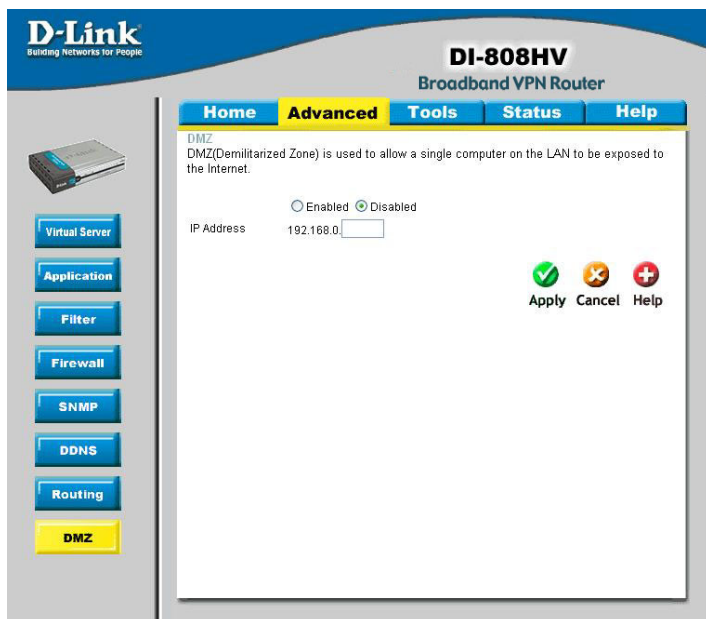 D-Link
Building Networks for People
DI-808HV
Broadband VPN Router
Home Advanced Tools Status Help
DMZ
DMZ(Demilitarized Zone) is used to allow a single computer on the LAN to be exposed to
the Internet.
Enabled Disabled
IP Address 192.168.0.
Apply Cancel Help
Virtual Server
Application
Filter
Firewall
SNMP
DDNS
Routing
DMZ